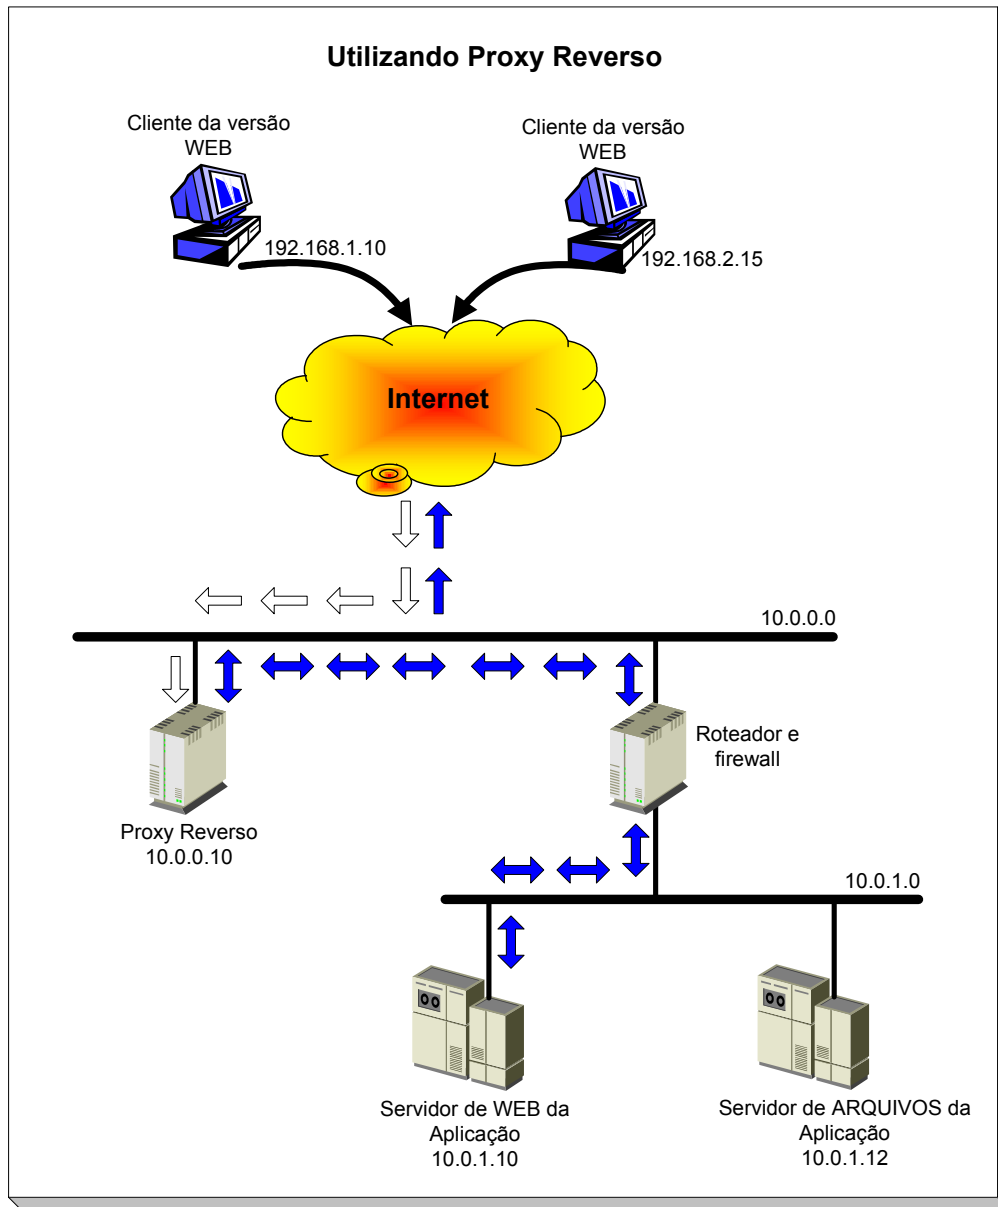 Utilizando Proxy Reverso
Cliente da versão
WEB
Cliente da versão
WEB
192.168.1.10
192.168.2.15
Internet
10.0.0.0
Roteador e
firewall
Proxy Reverso
10.0.0.10
10.0.1.0
Servidor de WEB da
Aplicação
10.0.1.10
Servidor de ARQUIVOS da
Aplicação
10.0.1.12